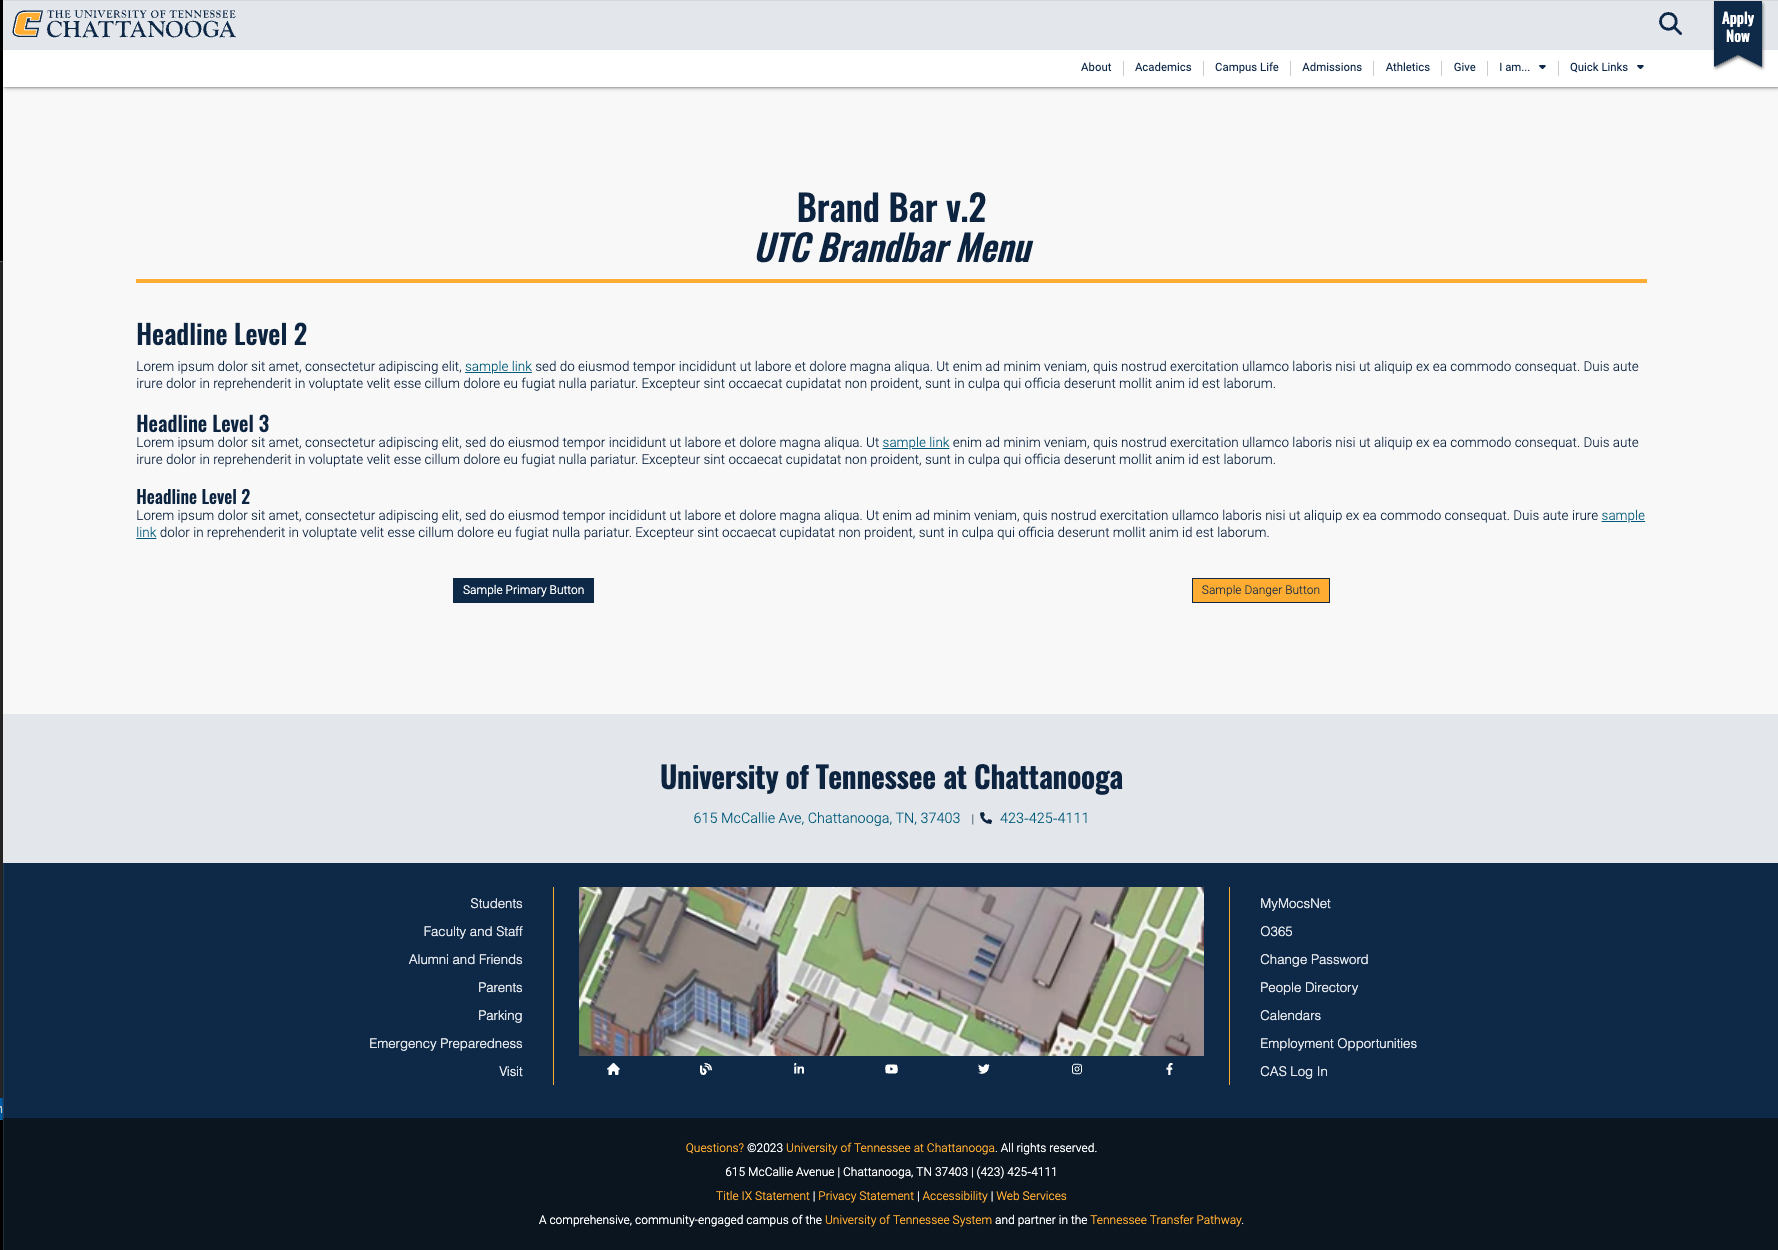 THE UNIVERSITY OF TENNESSEE
CHATTANOOGA
Apply
Now
About
Academics
Campus Life
Admissions
Athletics
Give
I am...
Quick Links
Brand Bar v.2
UTC Brandbar Menu
Headline Level 2
Lorem ipsum dolor sit amet, consectetur adipiscing elit, sample link sed do eiusmod tempor incididunt ut labore et dolore magna aliqua. Ut enim ad minim veniam, quis nostrud exercitation ullamco laboris nisi ut aliquip ex ea commodo consequat. Duis aute
irure dolor in reprehenderit in voluptate velit esse cillum dolore eu fugiat nulla pariatur. Excepteur sint occaecat cupidatat non proident, sunt in culpa qui officia deserunt mollit anim id est laborum.
Headline Level 3
Lorem ipsum dolor sit amet, consectetur adipiscing elit, sed do eiusmod tempor incididunt ut labore et dolore magna aliqua. Ut sample link enim ad minim veniam, quis nostrud exercitation ullamco laboris nisi ut aliquip ex ea commodo consequat. Duis aute
irure dolor in reprehenderit in voluptate velit esse cillum dolore eu fugiat nulla pariatur. Excepteur sint occaecat cupidatat non proident, sunt in culpa qui officia deserunt mollit anim id est laborum.
Headline Level 2
Lorem ipsum dolor sit amet, consectetur adipiscing elit, sed do eiusmod tempor incididunt ut labore et dolore magna aliqua. Ut enim ad minim veniam, quis nostrud exercitation ullamco laboris nisi ut aliquip ex ea commodo consequat. Duis aute irure sample
link dolor in reprehenderit in voluptate velit esse cillum dolore eu fugiat nulla pariatur. Excepteur sint occaecat cupidatat non proident, sunt in culpa qui officia deserunt mollit anim id est laborum.
Sample Primary Button
Sample Danger Button
University of Tennessee at Chattanooga
615 McCallie Ave, Chattanooga, TN, 37403 | 423-425-4111
Students
Faculty and Staff
Alumni and Friends
Parents
Parking
Emergency Preparedness
Visit
MyMocsNet
O365
Change Password
People Directory
Calendars
Employment Opportunities
CAS Log In
Questions? ©2023 University of Tennessee at Chattanooga. All rights reserved.
615 McCallie Avenue | Chattanooga, TN 37403 | (423) 425-4111
Title IX Statement | Privacy Statement | Accessibility | Web Services
A comprehensive, community-engaged campus of the University of Tennessee System and partner in the Tennessee Transfer Pathway.